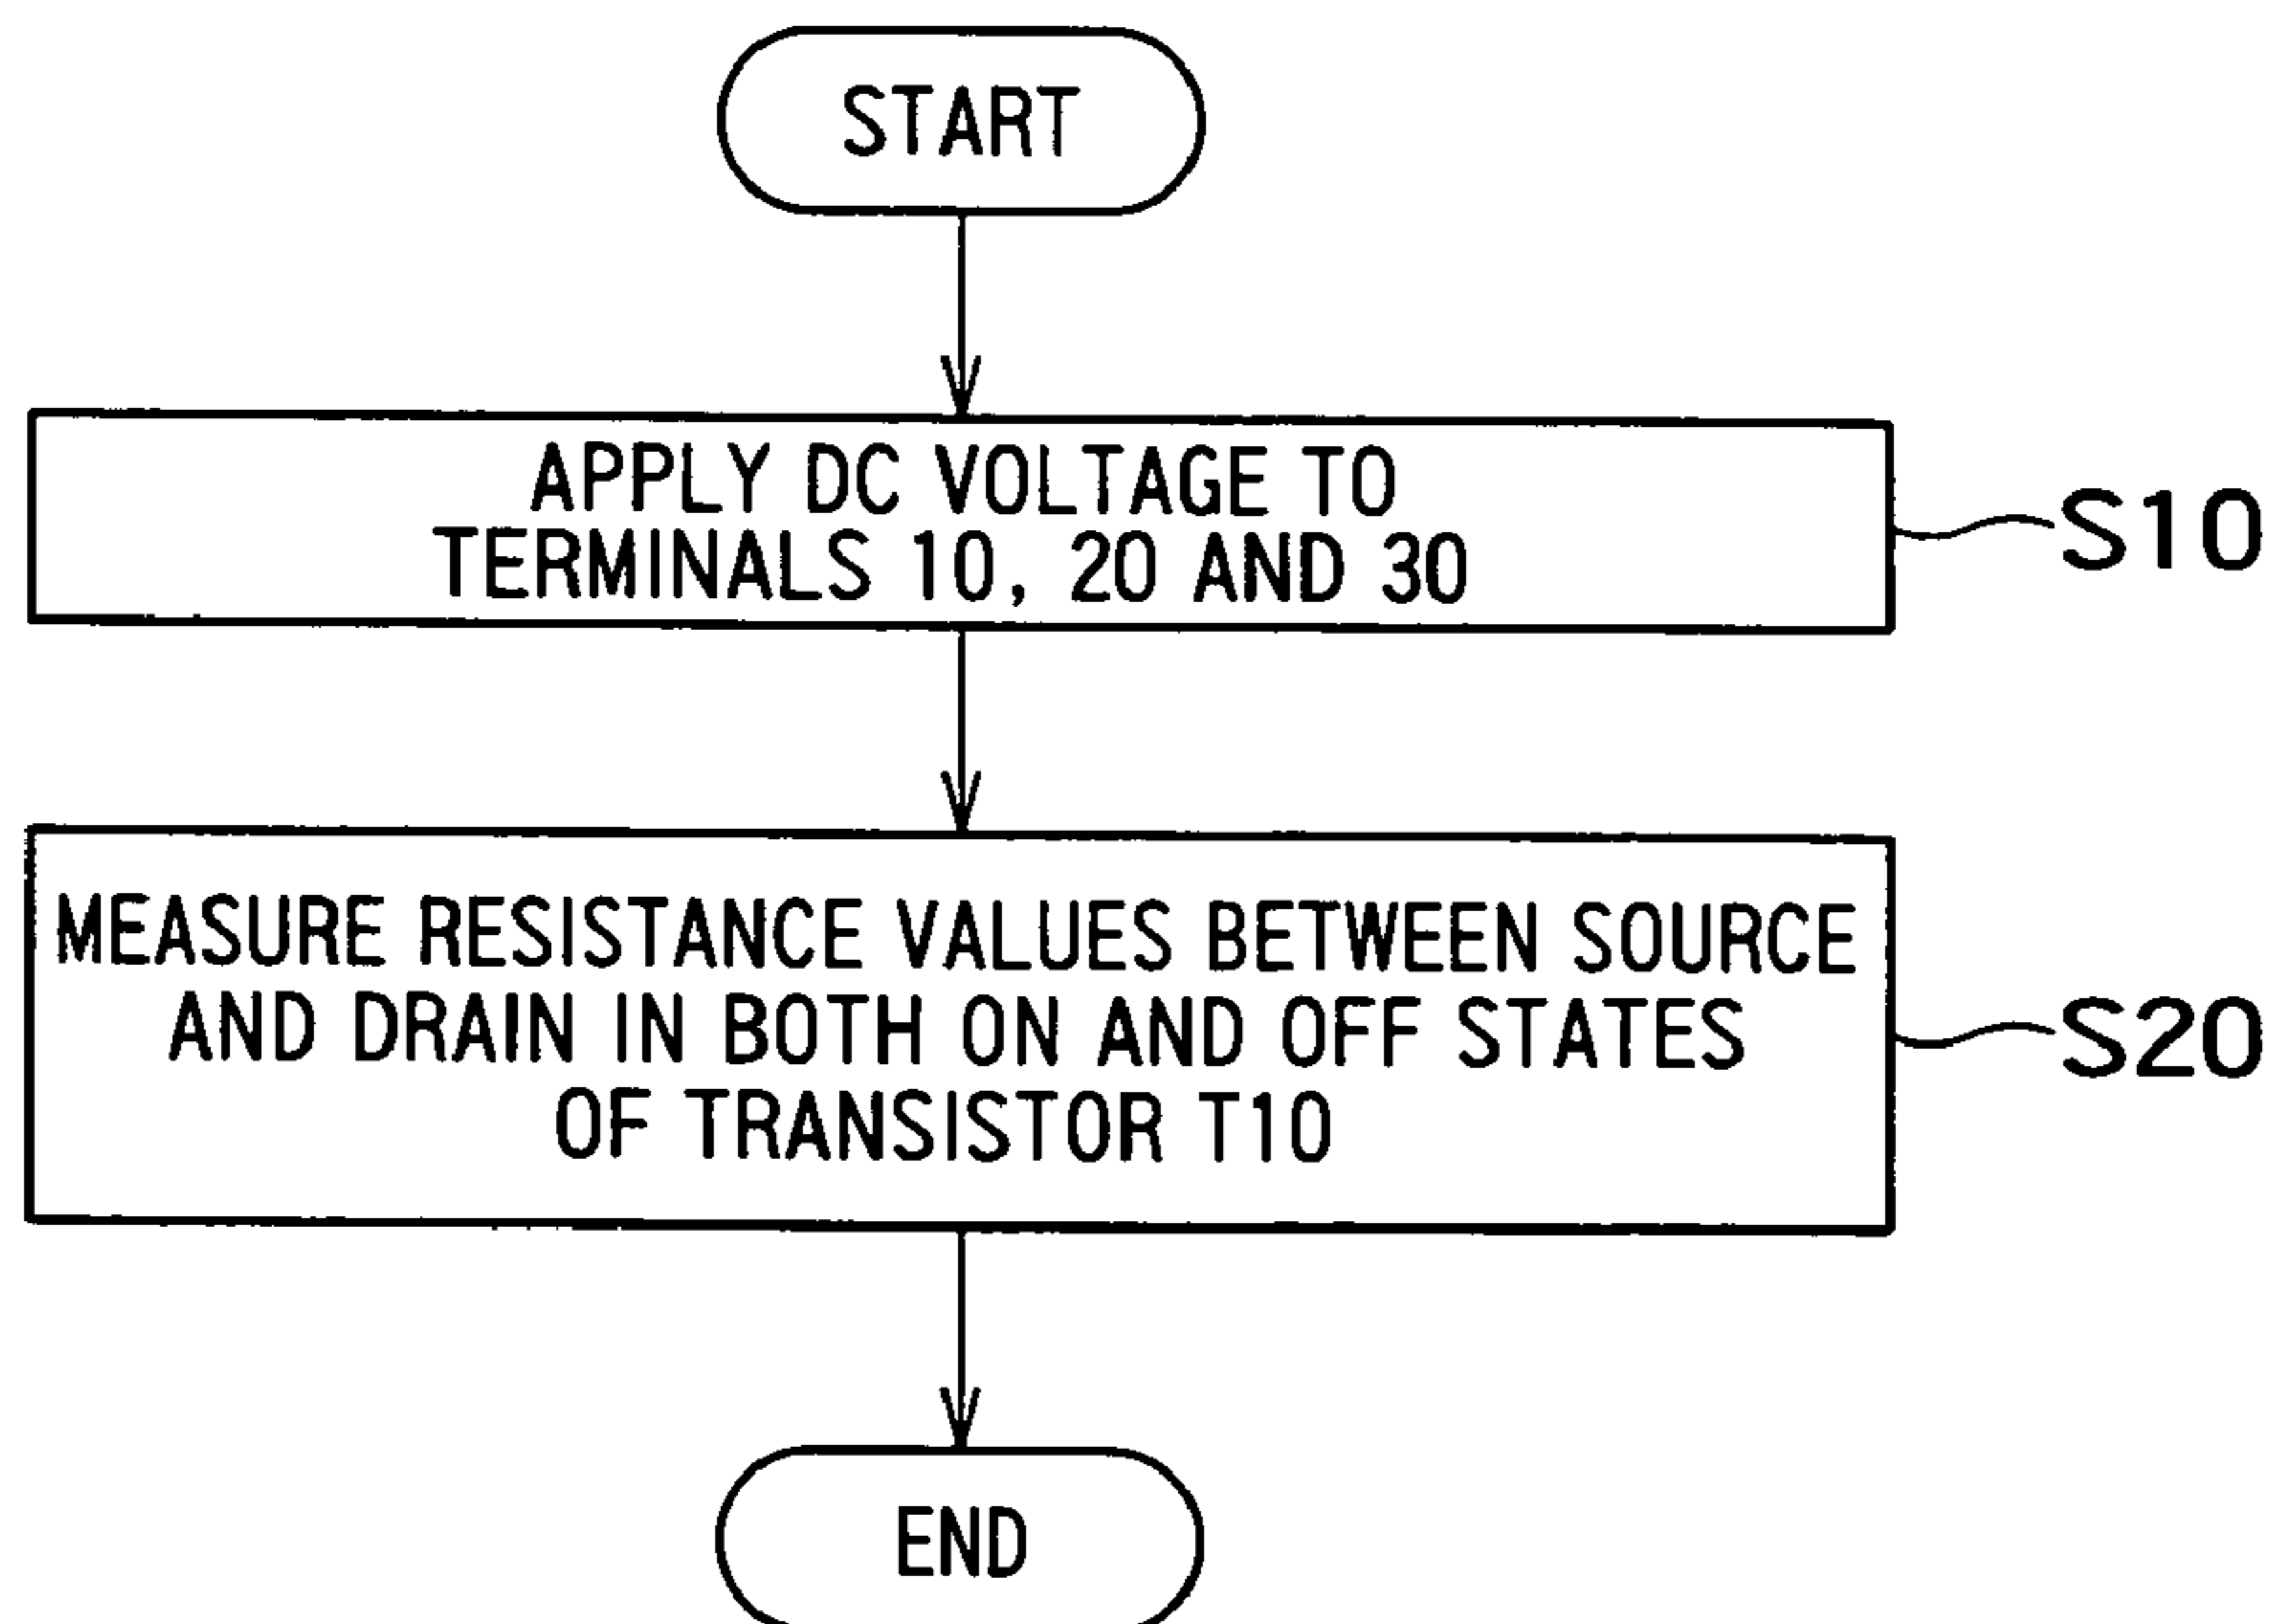 START
APPLY DC VOLTAGE TO
TERMINALS 10, 20 AND 30
S10
MEASURE RESISTANCE VALUES BETWEEN SOURCE
AND DRAIN IN BOTH ON AND OFF STATES
OF TRANSISTOR T10
S20
END